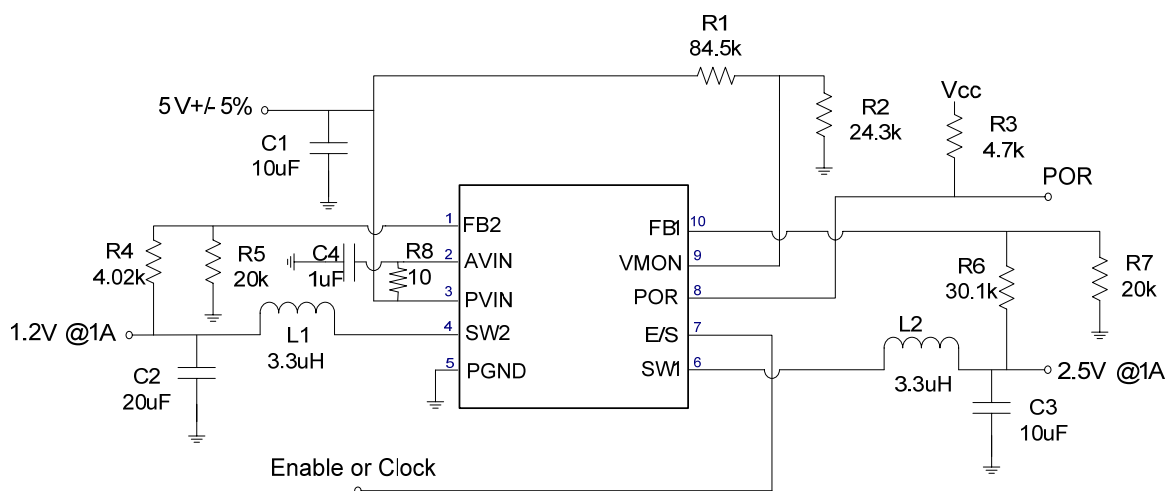 R1
84.5k
5V+/- 5%
Vcc
R2
24.3k
R3
4.7k
C1
10uF
POR
1 FB2
FB1 10
R4
4.02k
R5
20k
C4
1uF
R8
10
2 AVIN
VMON 9
R6
30.1k
R7
20k
3 PVIN
POR 8
1.2V @1A
L1
3.3uH
4 SW2
E/S 7
L2
3.3uH
5 PGND
SW1 6
2.5V @1A
C2
20uF
C3
10uF
Enable or Clock